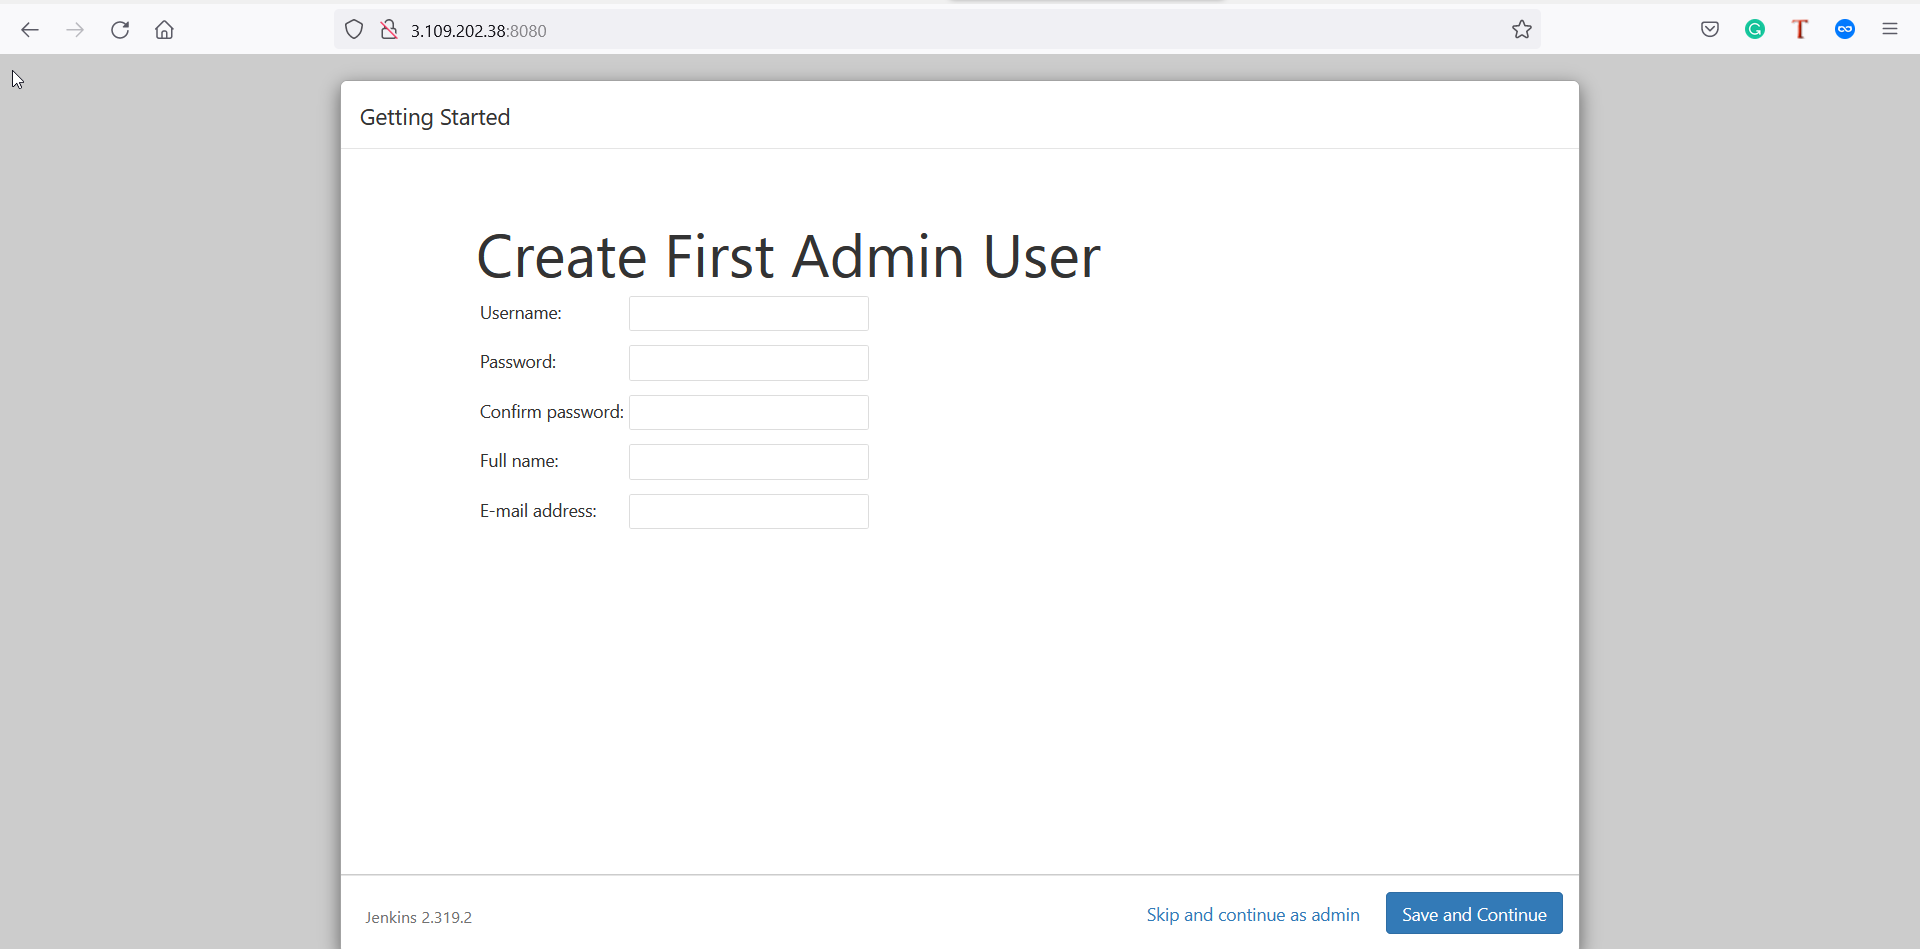 3.109.202.38:8080
Getting Started
Create First Admin User
Username:
Password:
Confirm password:
Full name:
E-mail address:
Jenkins 2.319.2
Skip and continue as admin
Save and Continue